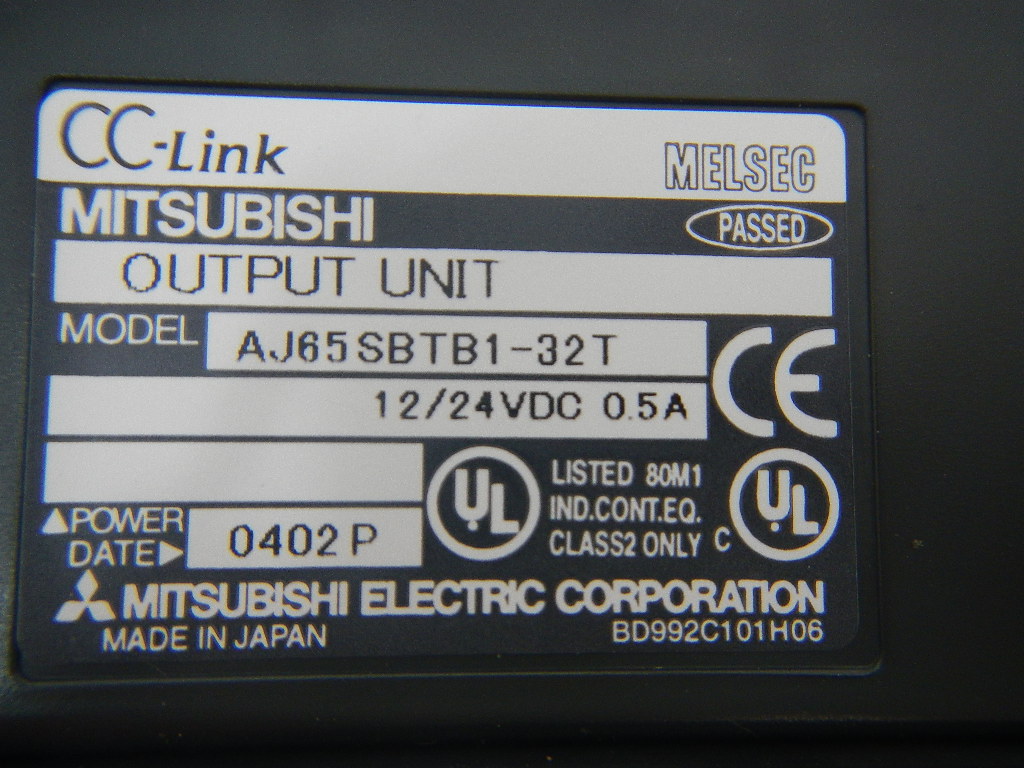 CC-Link MELSEC
MITSUBISHI PASSED
OUTPUT UNIT
MODEL AJ65SBTB1-32T
CE
12/24VDC 0.5A
UL LISTED 80M1 C UL
IND.CONT.EQ.
CLASS2 ONLY
▲POWER
DATE▶ 0402 P
MITSUBISHI ELECTRIC CORPORATION
MADE IN JAPAN BD992C101H06